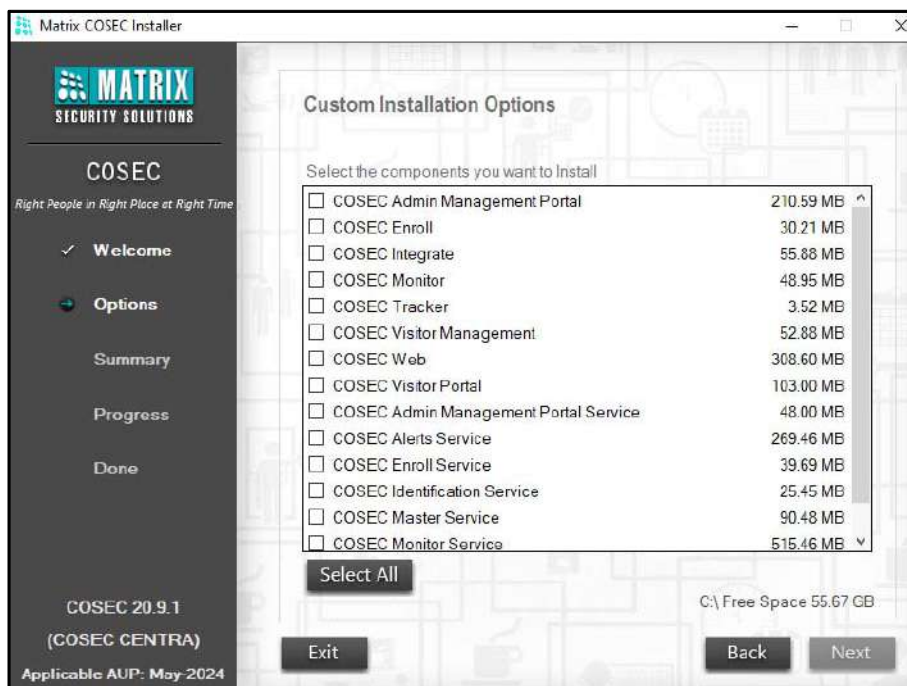 Matrix COSEC Installer
MATRIX
SECURITY SOLUTIONS
COSEC
Right People in Right Place at Right Time
Welcome
Options
Summary
Progress
Done
COSEC 20.9.1
(COSEC CENTRA)
Applicable AUP: May-2024
Custom Installation Options
Select the components you want to Install
COSEC Admin Management Portal 210.59 MB
COSEC Enroll 30.21 MB
COSEC Integrate 55.88 MB
COSEC Monitor 48.95 MB
COSEC Tracker 3.52 MB
COSEC Visitor Management 52.88 MB
COSEC Web 308.60 MB
COSEC Visitor Portal 103.00 MB
COSEC Admin Management Portal Service 48.00 MB
COSEC Alerts Service 269.46 MB
COSEC Enroll Service 39.69 MB
COSEC Identification Service 25.45 MB
COSEC Master Service 90.48 MB
COSEC Monitor Service 515.46 MB
Select All
C:\ Free Space 55.67 GB
Exit
Back
Next